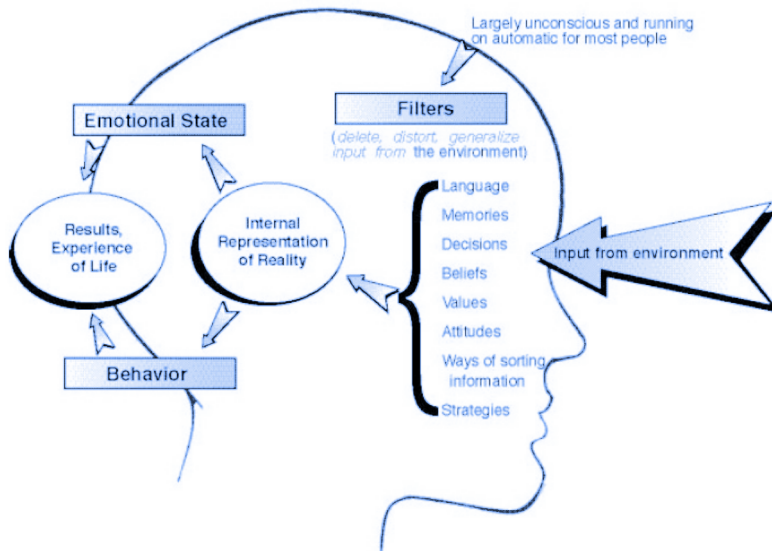 Largely unconscious and running
on automatic for most people
Filters
(delete, distort, generalize
input from the environment)
Emotional State
Language
Memories
Decisions
Beliefs
Values
Attitudes
Ways of sorting
information
Strategies
Input from environment
Internal
Representation
of Reality
Results,
Experience
of Life
Behavior